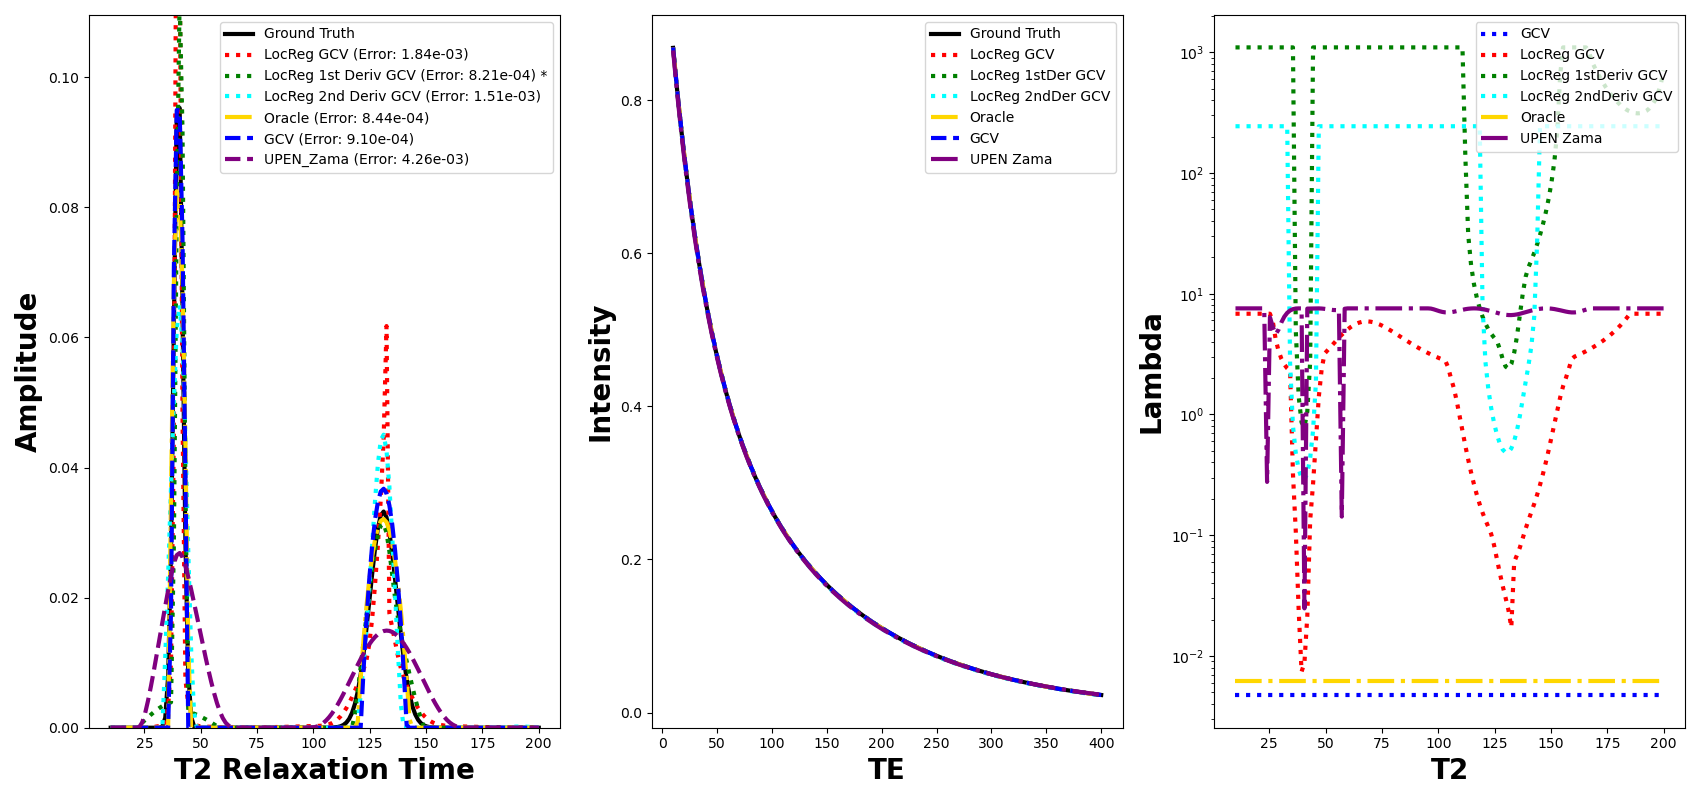 Ground Truth
LocReg GCV (Error: 1.84e-03)
LocReg 1st Deriv GCV (Error: 8.21e-04) *
LocReg 2nd Deriv GCV (Error: 1.51e-03)
Oracle (Error: 8.44e-04)
GCV (Error: 9.10e-04)
UPEN_Zama (Error: 4.26e-03)
0.10
0.08
0.06
0.04
0.02
0.00
Amplitude
25 50 75 100 125 150 175 200
T2 Relaxation Time
Ground Truth
LocReg GCV
LocReg 1stDer GCV
LocReg 2ndDer GCV
Oracle
GCV
UPEN Zama
0.8
0.6
0.4
0.2
0.0
Intensity
0 50 100 150 200 250 300 350 400
TE
GCV
LocReg GCV
LocReg 1stDeriv GCV
LocReg 2ndDeriv GCV
Oracle
UPEN Zama
10³
10²
10¹
10⁰
10⁻¹
10⁻²
Lambda
25 50 75 100 125 150 175 200
T2